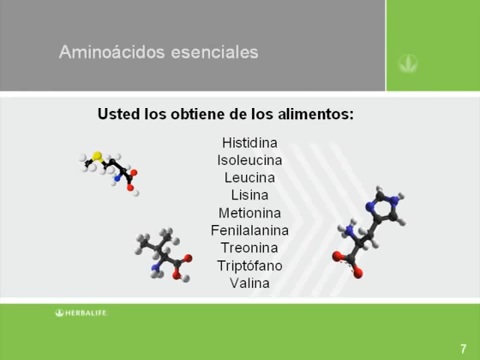 Aminoácidos esenciales
Usted los obtiene de los alimentos:
Histidina
Isoleucina
Leucina
Lisina
Metionina
Fenilalanina
Treonina
Triptófano
Valina
HERBALIFE.
7